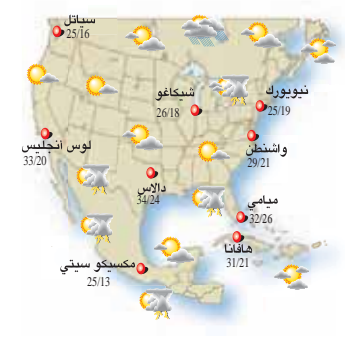 سياتل
25/16
نيويورك
25/19
شيكاغو
26/18
واشنطن
29/21
لوس أنجليس
33/20
دالاس
34/24
ميامي
32/26
هافانا
31/21
مكسيكو سيتي
25/13